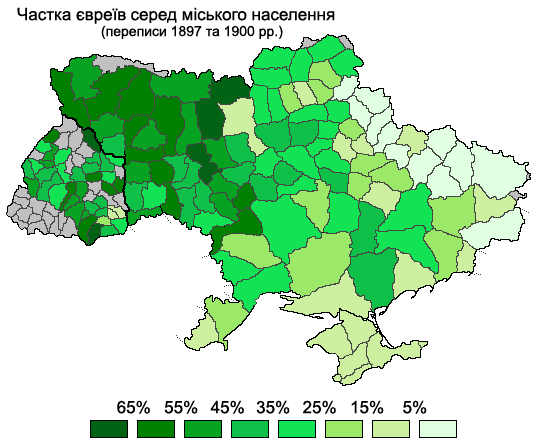 Частка євреїв серед міського населення
(переписи 1897 та 1900 рр.)
65% 55% 45% 35% 25% 15% 5%